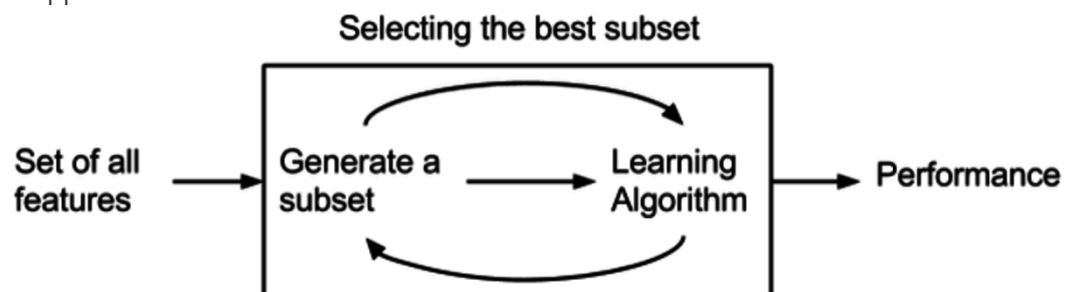 Selecting the best subset
Set of all
features
Generate a
subset
Learning
Algorithm
Performance